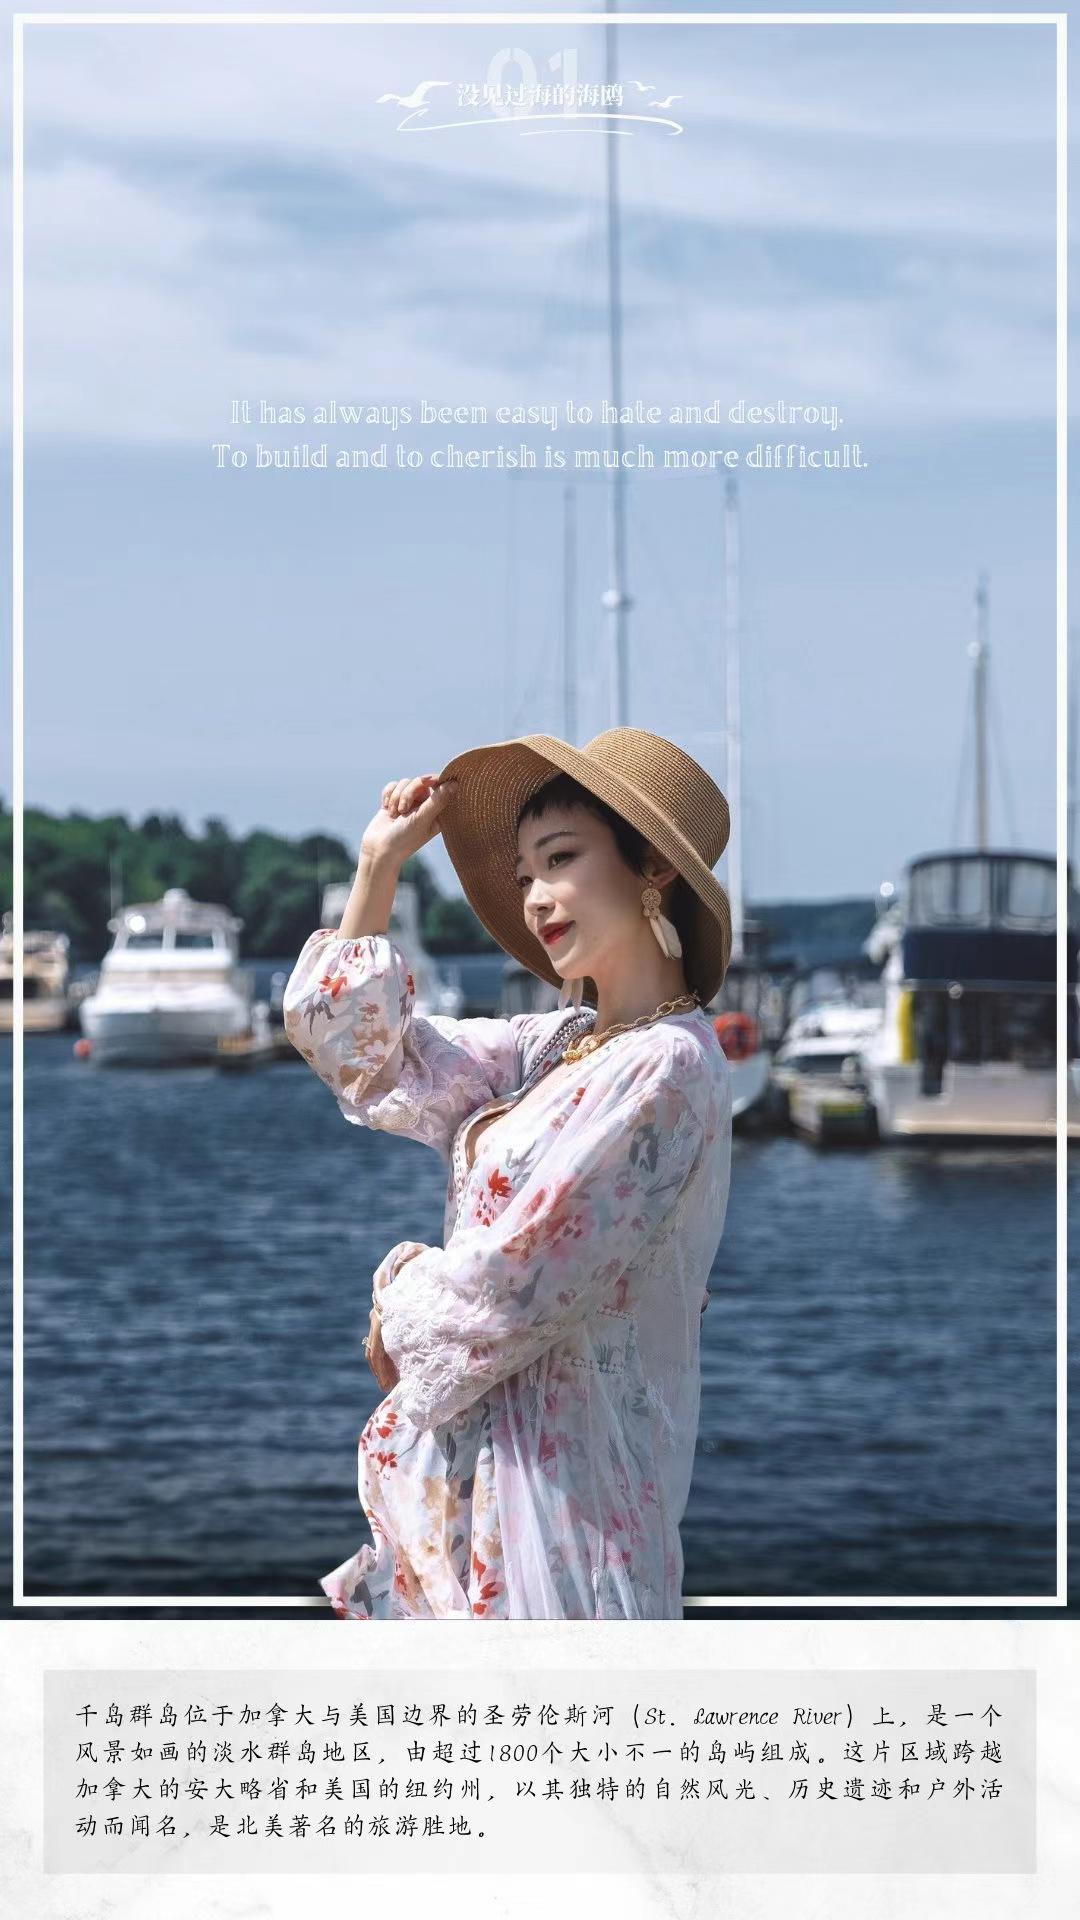 01
没见过海的海鸥
It has always been easy to hate and destroy.
To build and to cherish is much more difficult.
千岛群岛位于加拿大与美国边界的圣劳伦斯河（St. Lawrence River）上，是一个
风景如画的淡水群岛地区，由超过1800个大小不一的岛屿组成。这片区域跨越
加拿大的安大略省和美国的纽约州，以其独特的自然风光、历史遗迹和户外活
动而闻名，是北美著名的旅游胜地。